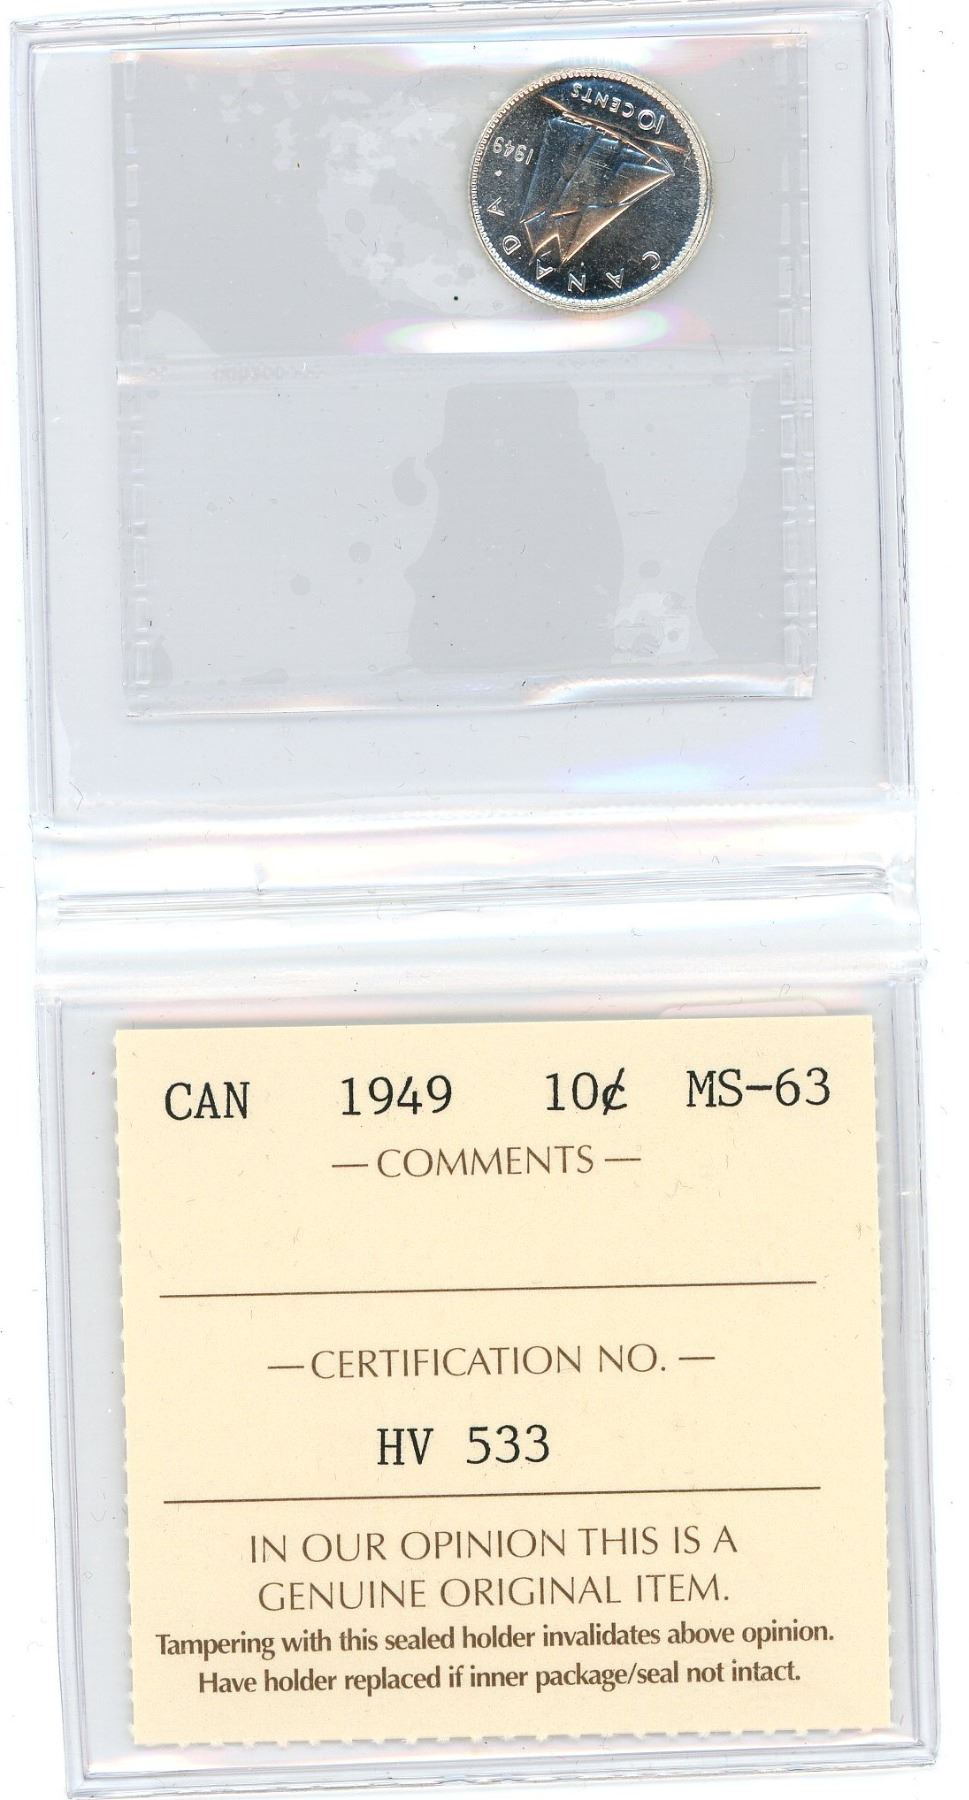 10 CENTS
1949
CANADA
CAN 1949 10¢ MS-63
— COMMENTS —
— CERTIFICATION NO. —
HV 533
IN OUR OPINION THIS IS A
GENUINE ORIGINAL ITEM.
Tampering with this sealed holder invalidates above opinion.
Have holder replaced if inner package/seal not intact.